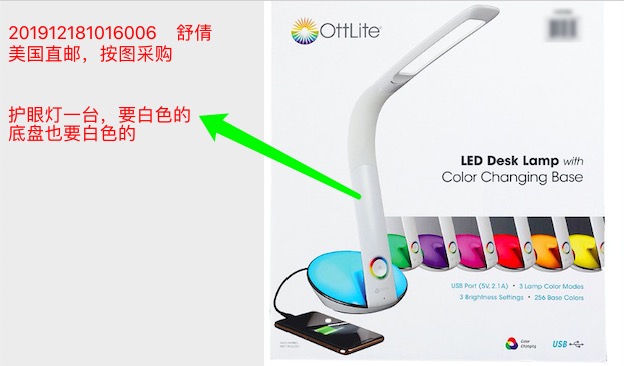 201912181016006 舒倩
美国直邮，按图采购
护眼灯一台，要白色的
底盘也要白色的
OttLite®
LED Desk Lamp with
Color Changing Base
USB Port (5V, 2.1A) • 3 Lamp Color Modes
3 Brightness Settings • 256 Base Colors
OttLite
Color
Changing
USB